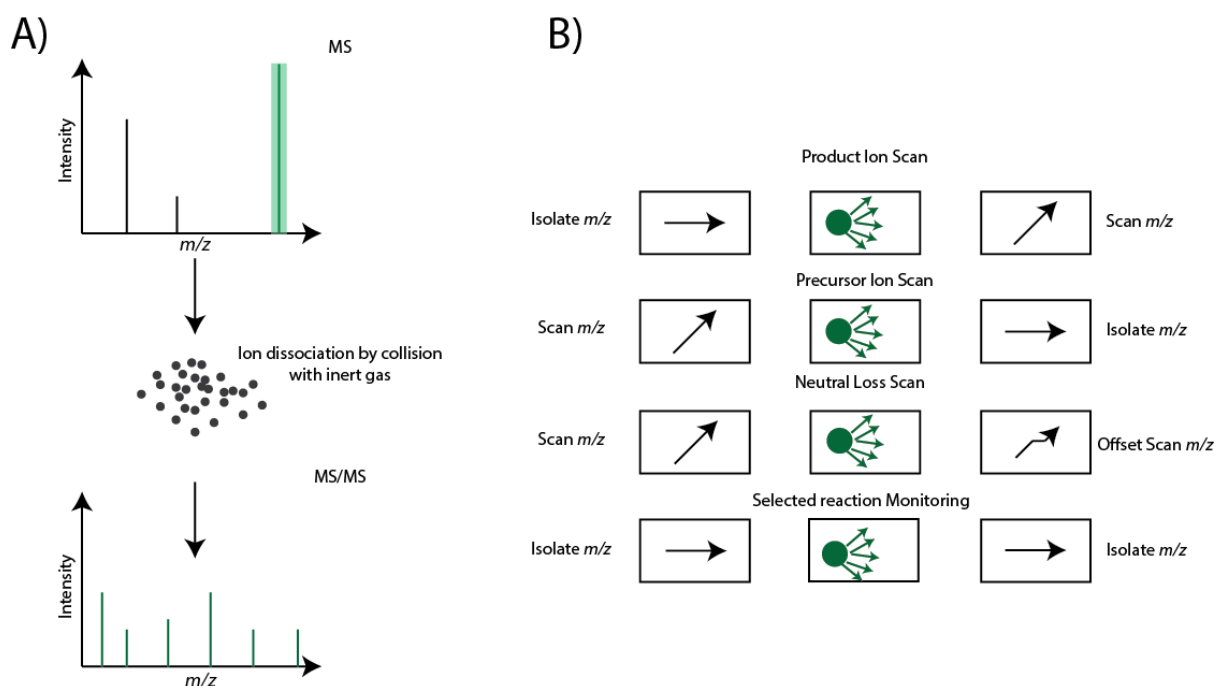 A)
MS
Intensity
m/z
Ion dissociation by collision
with inert gas
MS/MS
Intensity
m/z
B)
Product Ion Scan
Isolate m/z
Scan m/z
Precursor Ion Scan
Scan m/z
Isolate m/z
Neutral Loss Scan
Scan m/z
Offset Scan m/z
Selected reaction Monitoring
Isolate m/z
Isolate m/z